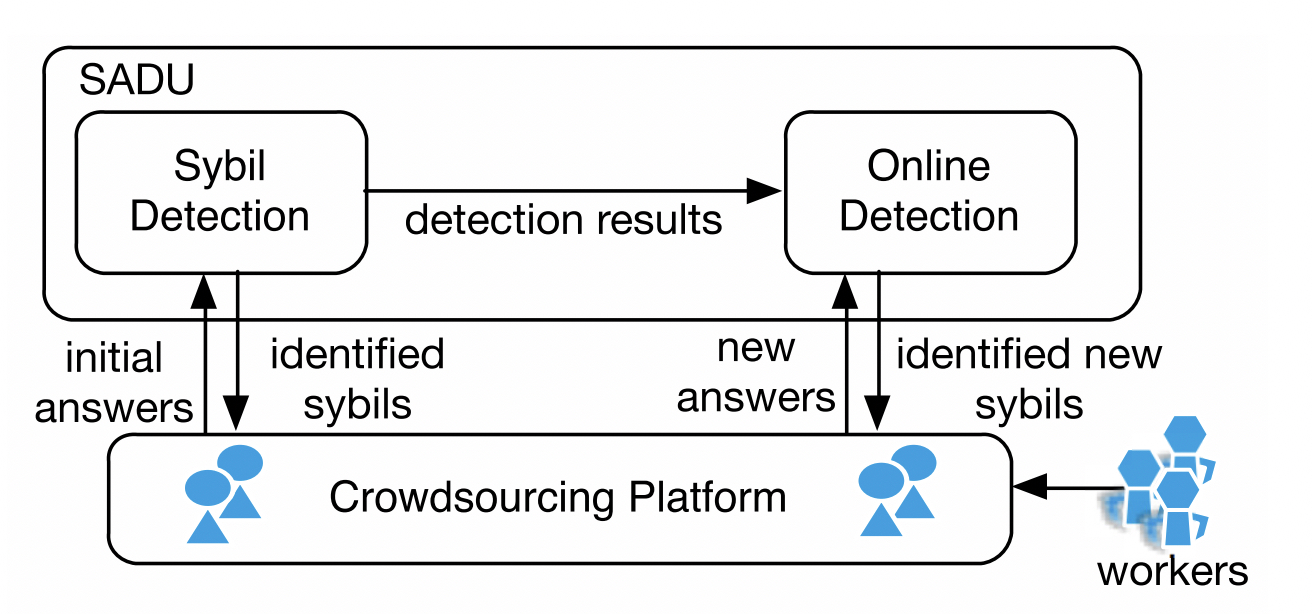 SADU
Sybil
Detection
detection results
Online
Detection
initial
answers
identified
sybils
new
answers
identified new
sybils
Crowdsourcing Platform
workers